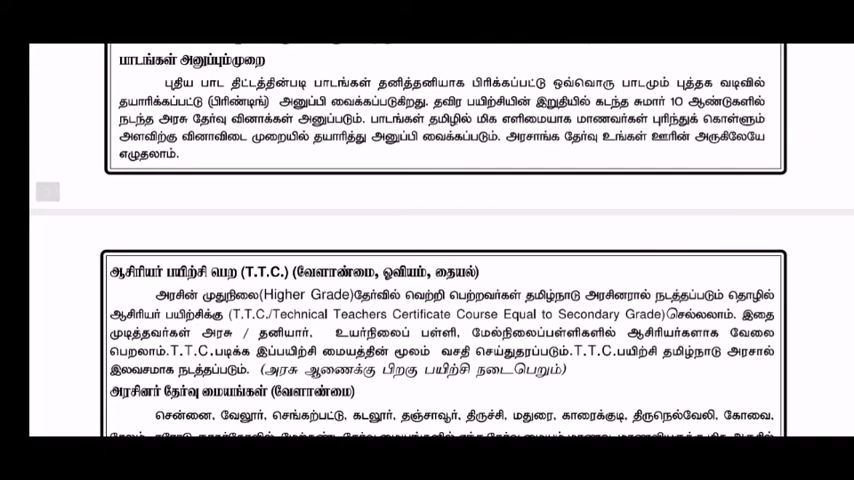 பாடங்கள் அனுப்பும்முறை
புதிய பாட திட்டத்தின்படி பாடங்கள் தனித்தனியாக பிரிக்கப்பட்டு ஒவ்வொரு பாடமும் புத்தக வடிவில்
தயாரிக்கப்பட்டு (பிரிண்டிங்) அனுப்பி வைக்கப்படுகிறது. தவிர பயிற்சியின் இறுதியில் கடந்த சுமார் 10 ஆண்டுகளில்
நடந்த அரசு தேர்வு வினாக்கள் அனுப்படும். பாடங்கள் தமிழில் மிக எளிமையாக மாணவர்கள் புரிந்துக் கொள்ளும்
அளவிற்கு வினாவிடை முறையில் தயாரித்து அனுப்பி வைக்கப்படும். அரசாங்க தேர்வு உங்கள் ஊரின் அருகிலேயே
எழுதலாம்.
ஆசிரியர் பயிற்சி பெற (T.T.C.) (வேளாண்மை, ஓவியம், தையல்)
அரசின் முதுநிலை(Higher Grade)தேர்வில் வெற்றி பெற்றவர்கள் தமிழ்நாடு அரசினரால் நடத்தப்படும் தொழில்
ஆசிரியர் பயிற்சிக்கு (T.T.C./Technical Teachers Certificate Course Equal to Secondary Grade)செல்லலாம். இதை
முடித்தவர்கள் அரசு / தனியார், உயர்நிலைப் பள்ளி, மேல்நிலைப்பள்ளிகளில் ஆசிரியர்களாக வேலை
பெறலாம்.T.T.C.படிக்க இப்பயிற்சி மையத்தின் மூலம் வசதி செய்துதரப்படும்.T.T.C.பயிற்சி தமிழ்நாடு அரசால்
இலவசமாக நடத்தப்படும். (அரசு ஆணைக்கு பிறகு பயிற்சி நடைபெறும்)
அரசினர் தேர்வு மையங்கள் (வேளாண்மை)
சென்னை, வேலூர், செங்கற்பட்டு, கடலூர், தஞ்சாவூர், திருச்சி, மதுரை, காரைக்குடி, திருநெல்வேலி, கோவை,